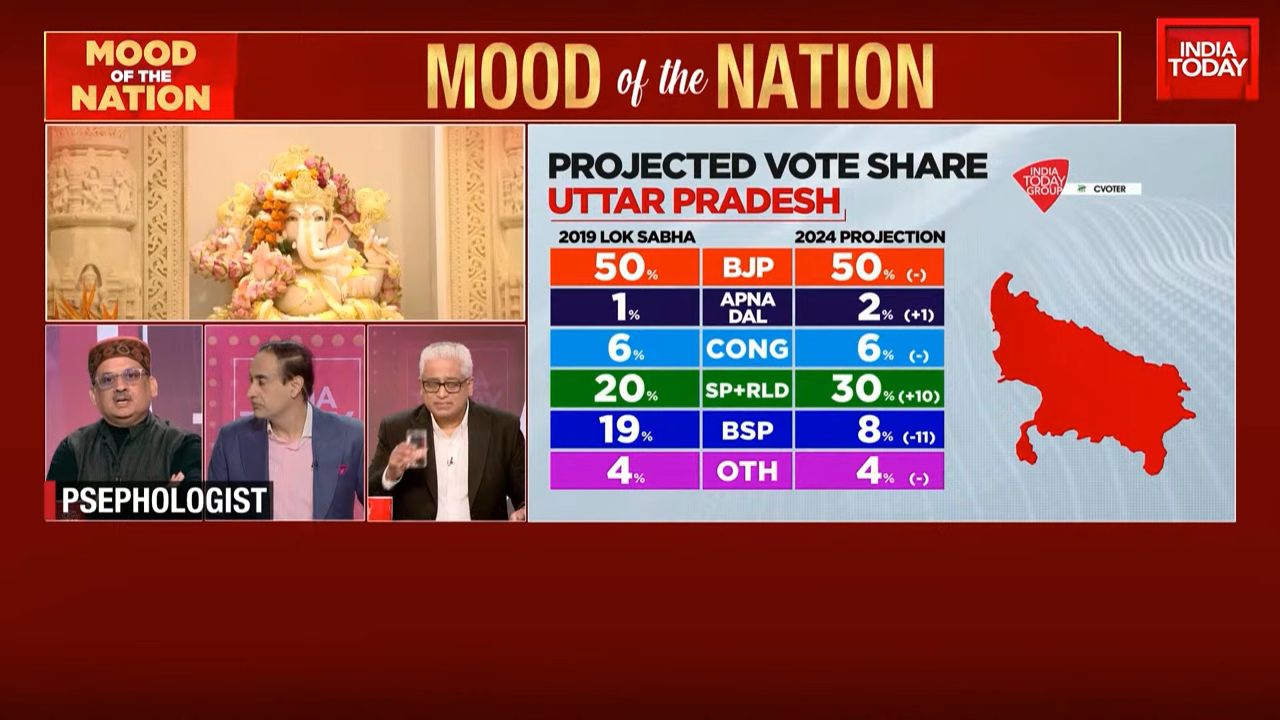 MOOD
OF THE
NATION
MOOD of the NATION
INDIA
TODAY
PROJECTED VOTE SHARE
UTTAR PRADESH
INDIA
TODAY
GROUP
CVOTER
2019 LOK SABHA
2024 PROJECTION
50% BJP 50% (-)
1% APNA DAL 2% (+1)
6% CONG 6% (-)
20% SP+RLD 30% (+10)
19% BSP 8% (-11)
4% OTH 4% (-)
PSEPHOLOGIST